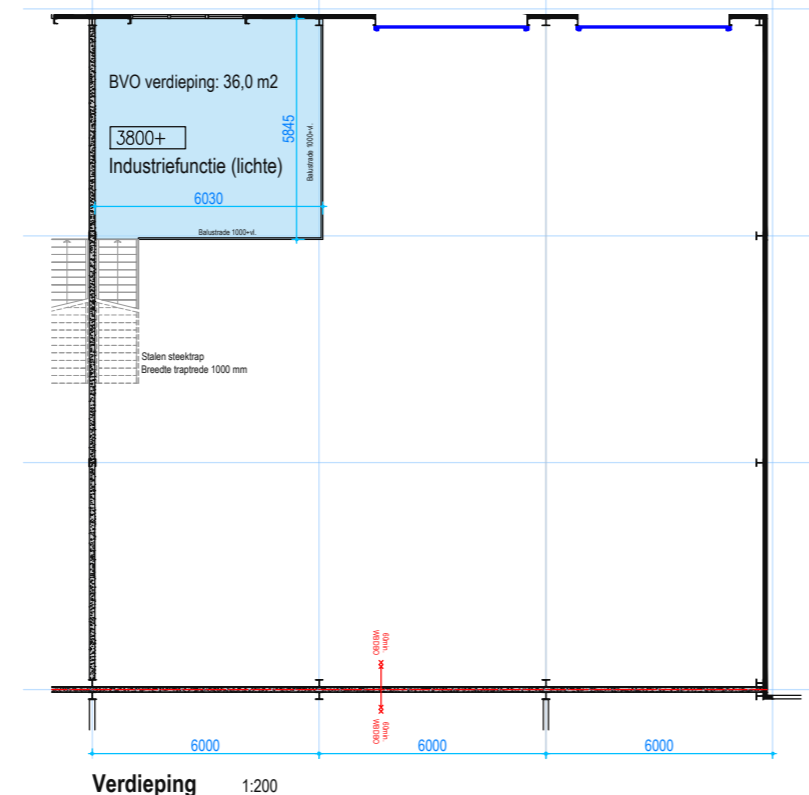 BVO verdieping: 36,0 m2
3800+
Industriefunctie (lichte)
5845
Balustrade 1000+vl.
6030
Balustrade 1000+vl.
Stalen steektrap
Breedte traptrede 1000 mm
60min.
WBDBO
60min.
WBDBO
6000
6000
6000
Verdieping 1:200